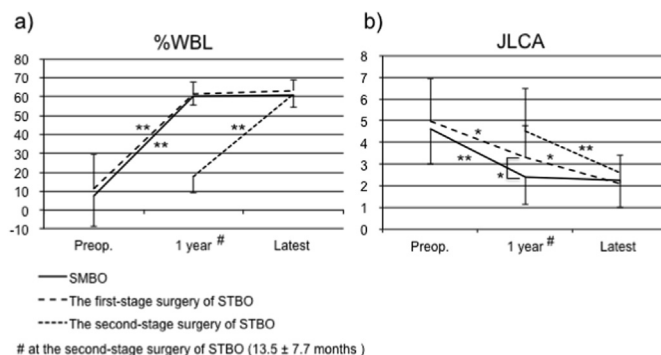 a)
%WBL
80
70
60
50
40
30
20
10
0
-10
**
**
**
Preop.
1 year #
Latest
b)
JLCA
8
7
6
5
4
3
2
1
0
*
**
*
*
**
Preop.
1 year #
Latest
SMBO
The first-stage surgery of STBO
The second-stage surgery of STBO
# at the second-stage surgery of STBO (13.5 ± 7.7 months )